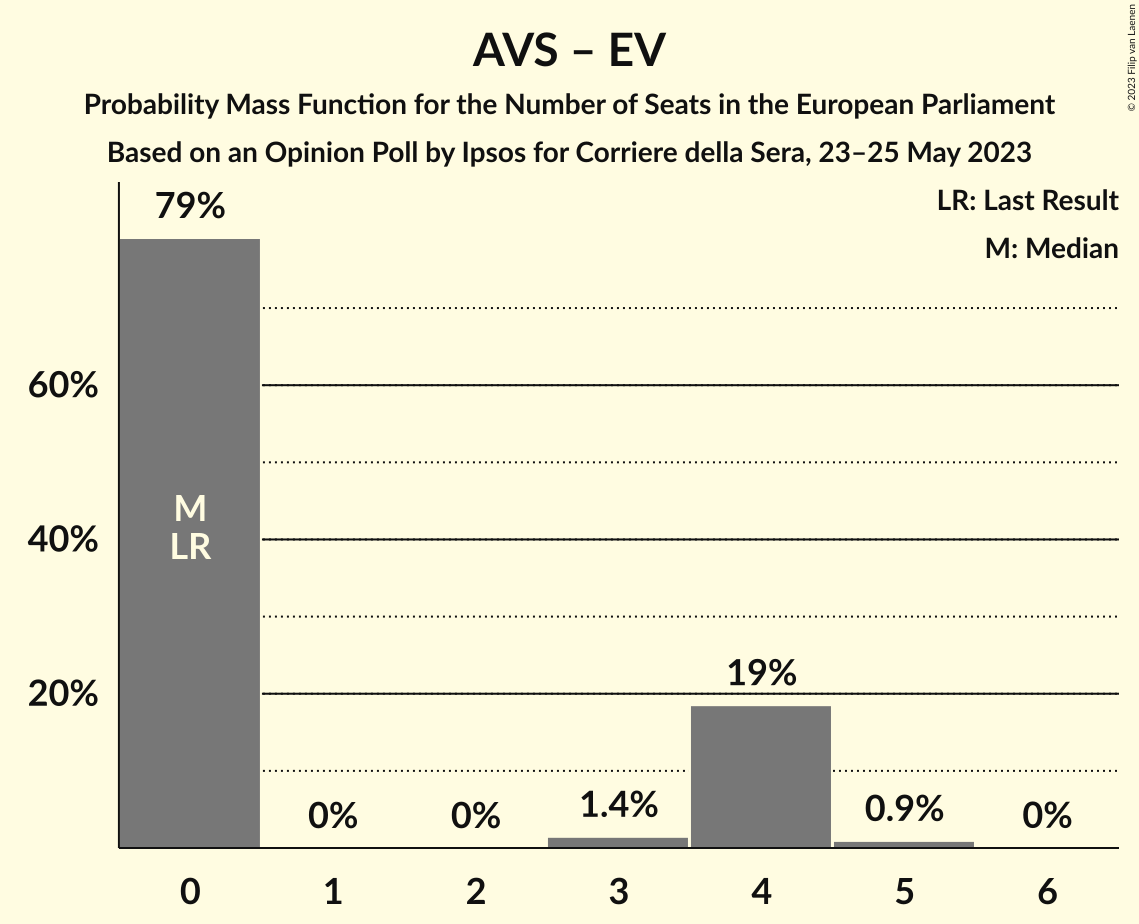 AVS – EV
Probability Mass Function for the Number of Seats in the European Parliament
Based on an Opinion Poll by Ipsos for Corriere della Sera, 23–25 May 2023
© 2023 Filip van Laenen
LR: Last Result
M: Median
79%
60%
40%
20%
M
LR
0%
0%
1.4%
19%
0.9%
0%
0 1 2 3 4 5 6